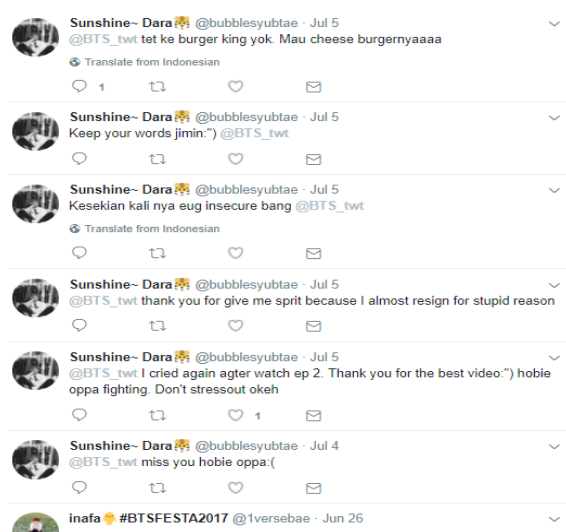 Sunshine~ Dara🐯 @bubblesyubtae · Jul 5
@BTS_twt tet ke burger king yok. Mau cheese burgernyaaaa
Translate from Indonesian
1
Sunshine~ Dara🐯 @bubblesyubtae · Jul 5
Keep your words jimin:") @BTS_twt
Sunshine~ Dara🐯 @bubblesyubtae · Jul 5
Kesekian kali nya eug insecure bang @BTS_twt
Translate from Indonesian
Sunshine~ Dara🐯 @bubblesyubtae · Jul 5
@BTS_twt thank you for give me sprit because I almost resign for stupid reason
Sunshine~ Dara🐯 @bubblesyubtae · Jul 5
@BTS_twt I cried again agter watch ep 2. Thank you for the best video:") hobie
oppa fighting. Don't stressout okeh
1
Sunshine~ Dara🐯 @bubblesyubtae · Jul 4
@BTS_twt miss you hobie oppa:(
inafa🐥 #BTSFESTA2017 @1versebae · Jun 26